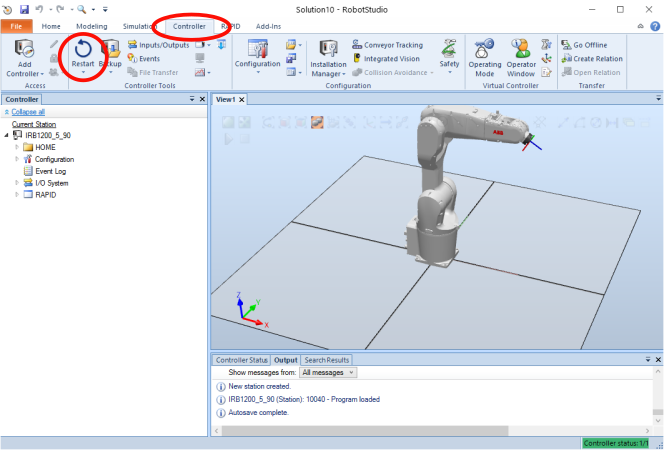 Solution10 - RobotStudio
File Home Modeling Simulation Controller RAPID Add-Ins
Add Controller
Restart
Backup
Inputs/Outputs
Events
File Transfer
Configuration
Installation Manager
Conveyor Tracking
Integrated Vision
Collision Avoidance
Safety
Operating Mode
Operator Window
Go Offline
Create Relation
Open Relation
Access Controller Tools Configuration Virtual Controller Transfer
Controller
Collapse all
Current Station
IRB1200_5_90
HOME
Configuration
Event Log
I/O System
RAPID
View1
ABB
Z
Y
X
Controller Status Output Search Results
Show messages from: All messages
New station created.
IRB1200_5_90 (Station): 10040 - Program loaded
Autosave complete.
Controller status: 1/1